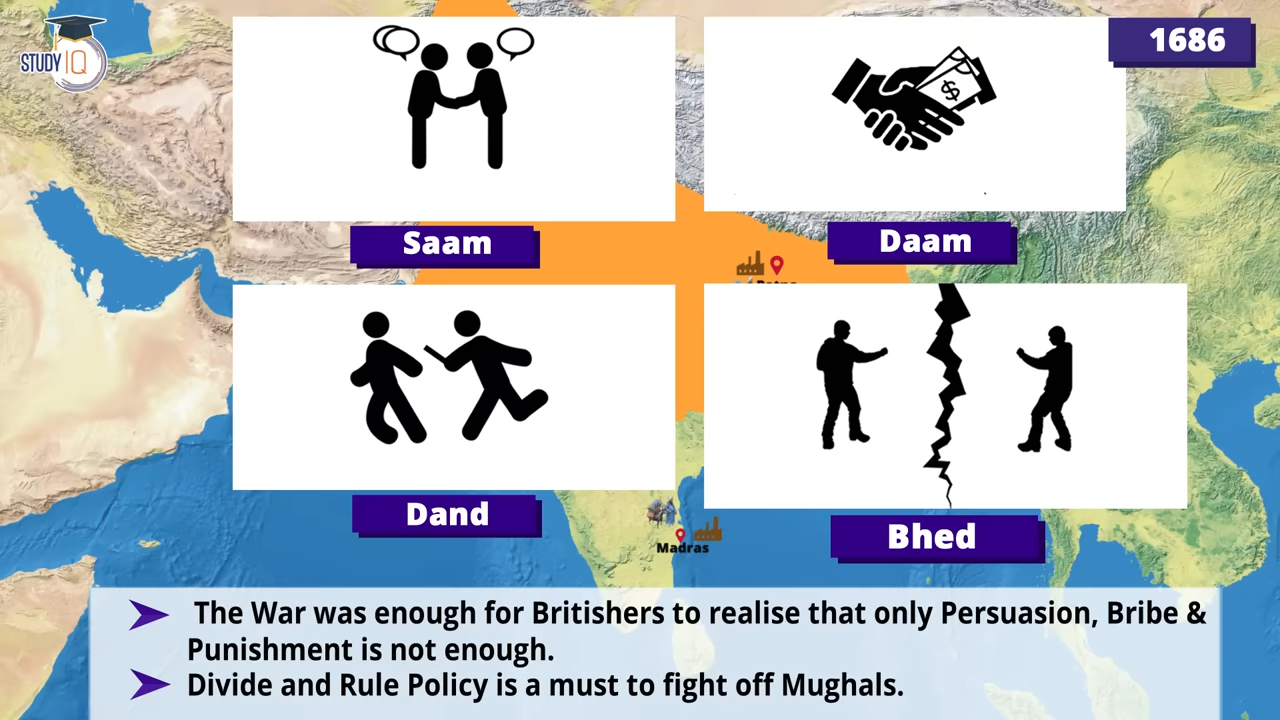 STUDY IQ
1686
Saam
Daam
Dand
Bhed
Madras
The War was enough for Britishers to realise that only Persuasion, Bribe &
Punishment is not enough.
Divide and Rule Policy is a must to fight off Mughals.